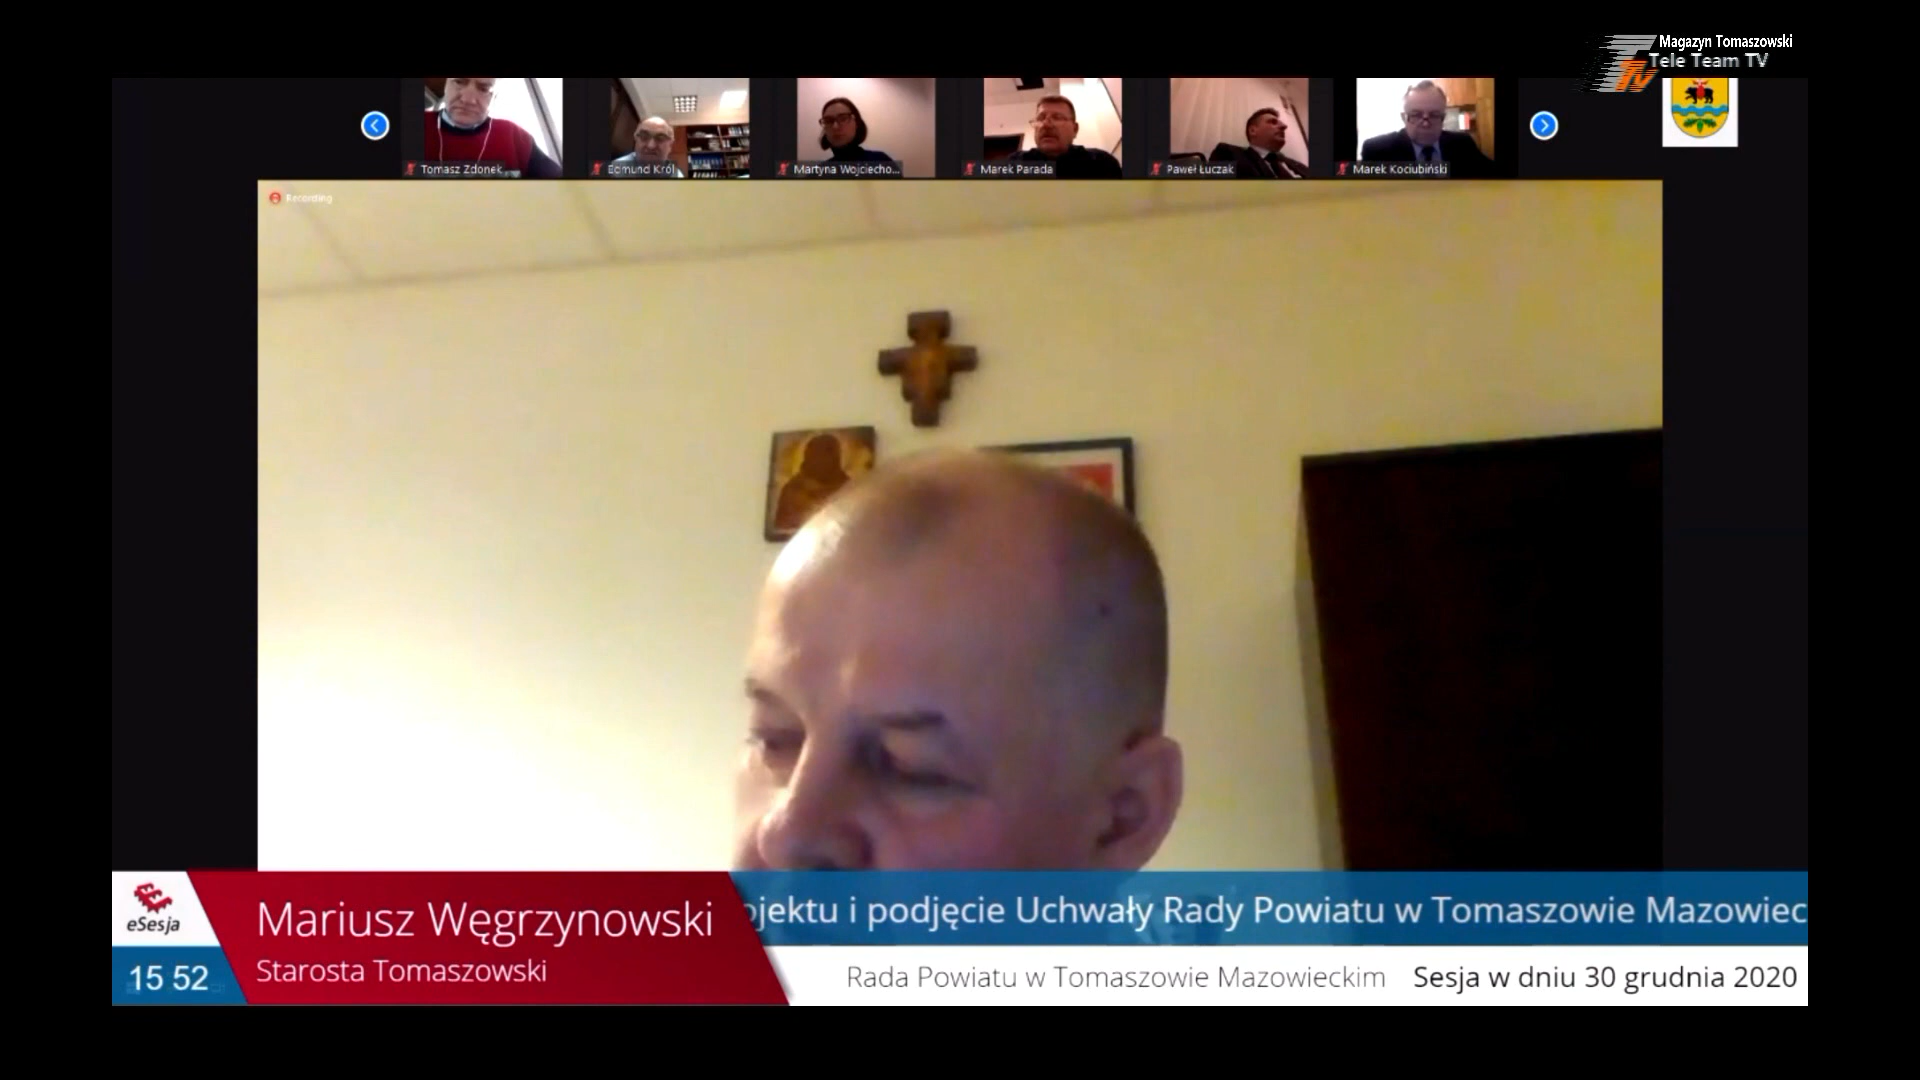 Magazyn Tomaszowski
Tele Team TV
Tomasz Zdonek
Edmund Król
Martyna Wojciecho...
Marek Parada
Paweł Łuczak
Marek Kociubiński
Recording
eSesja
Mariusz Węgrzynowski
Starosta Tomaszowski
ojektu i podjęcie Uchwały Rady Powiatu w Tomaszowie Mazowiec
15 52
Rada Powiatu w Tomaszowie Mazowieckim Sesja w dniu 30 grudnia 2020